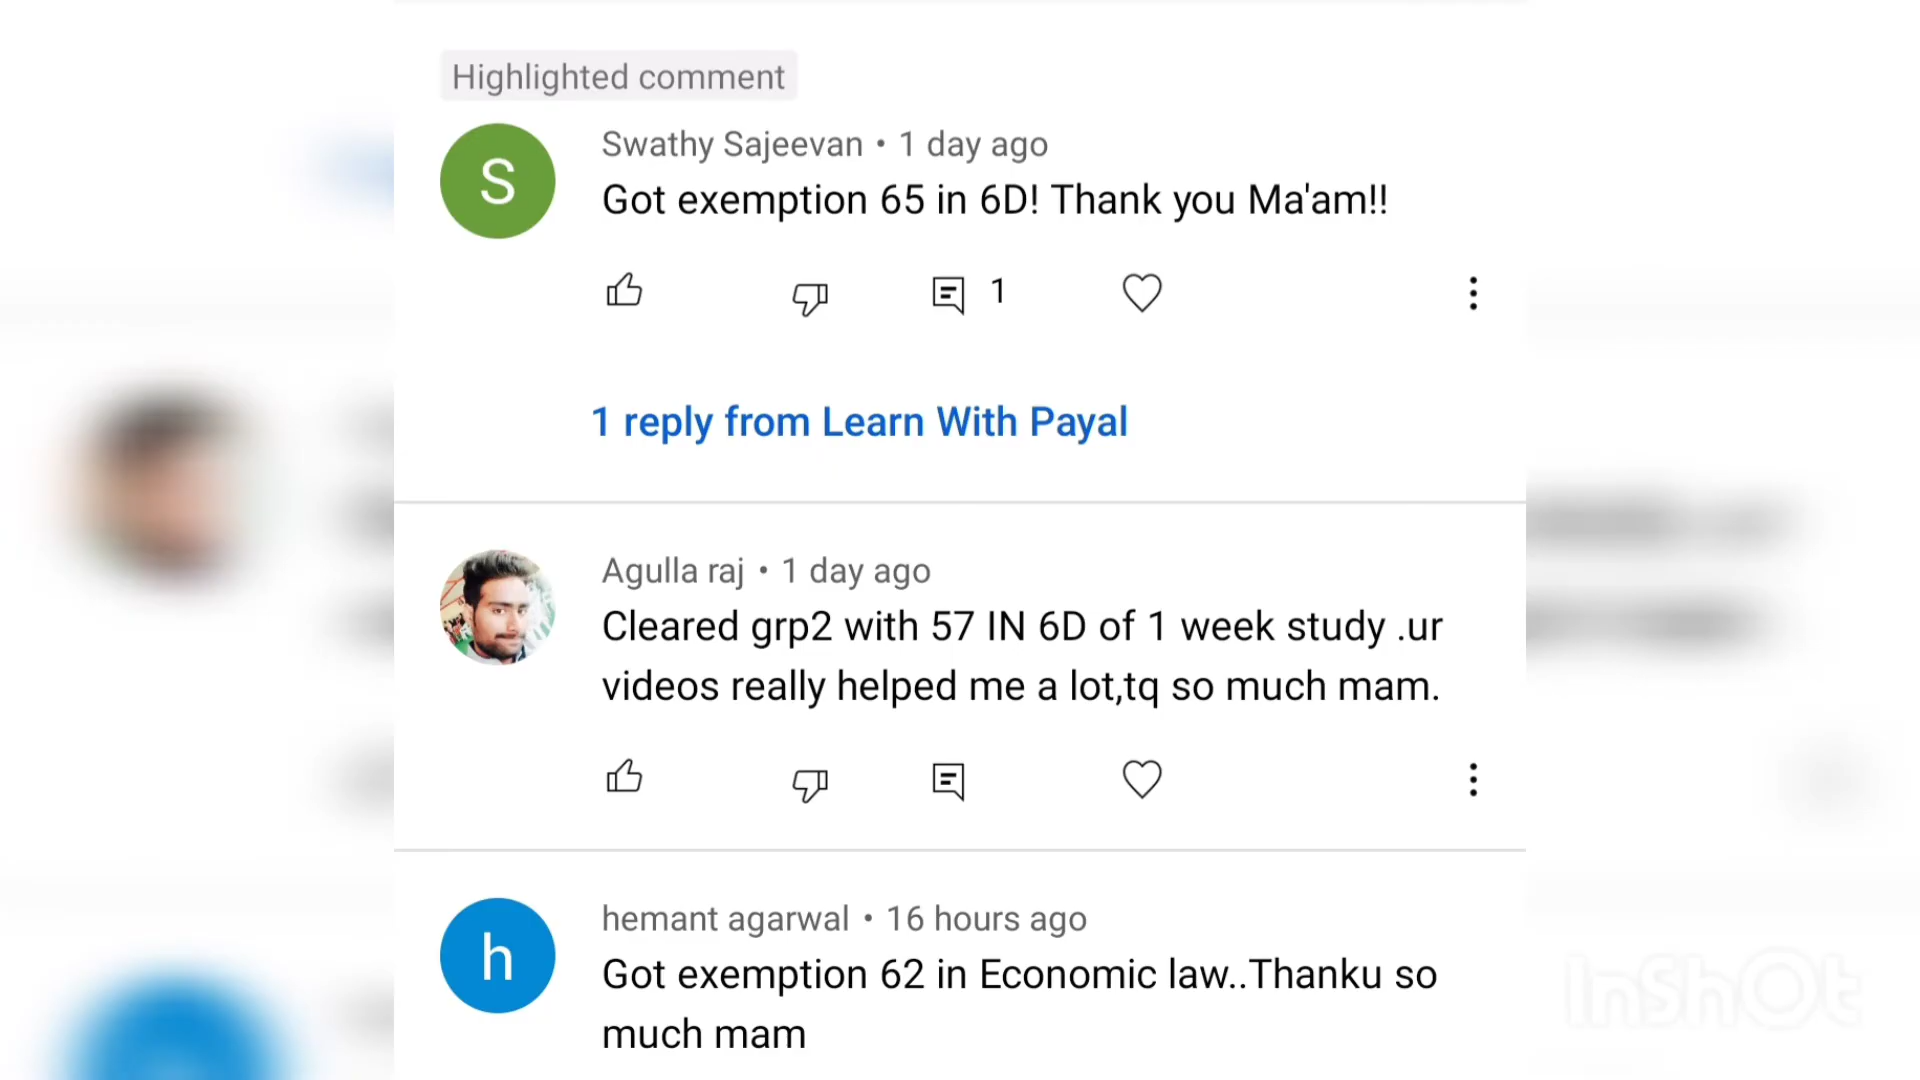 Highlighted comment
S
Swathy Sajeevan • 1 day ago
Got exemption 65 in 6D! Thank you Ma'am!!
1
1 reply from Learn With Payal
Agulla raj • 1 day ago
Cleared grp2 with 57 IN 6D of 1 week study .ur
videos really helped me a lot,tq so much mam.
h
hemant agarwal • 16 hours ago
Got exemption 62 in Economic law..Thanku so
much mam
InShOt